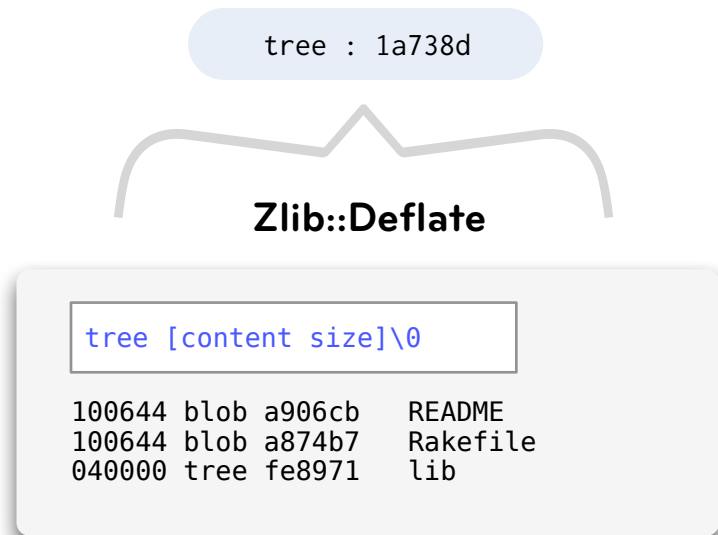 tree : 1a738d
Zlib::Deflate
tree [content size]\0
100644 blob a906cb   README
100644 blob a874b7   Rakefile
040000 tree fe8971   lib